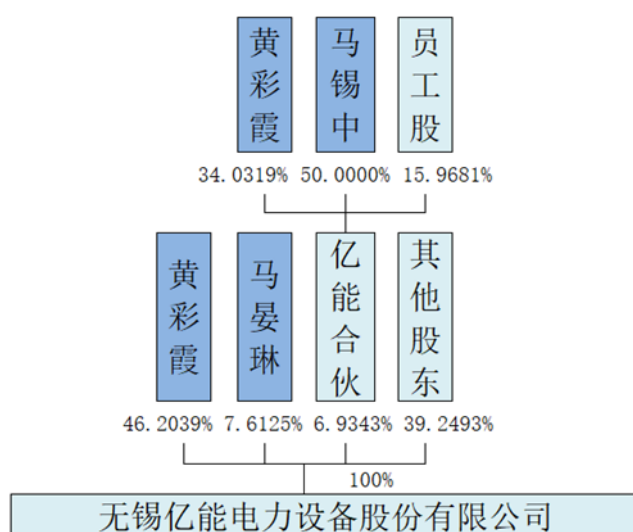 黄彩霞
马锡中
员工股
34.0319% 50.0000% 15.9681%
黄彩霞
马晏琳
亿能合伙
其他股东
46.2039% 7.6125% 6.9343% 39.2493%
100%
无锡亿能电力设备股份有限公司